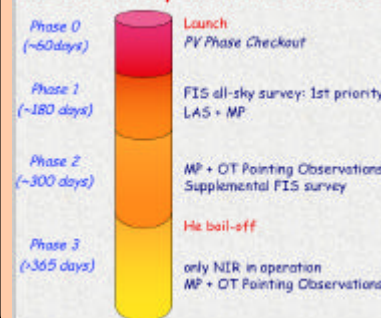 Phase 0
(~60days)
Launch
PV Phase Checkout
Phase 1
(~180 days)
FIS all-sky survey: 1st priority
LAS + MP
Phase 2
(~300 days)
MP + OT Pointing Observations
Supplemental FIS survey
He boil-off
Phase 3
(>365 days)
only NIR in operation
MP + OT Pointing Observations